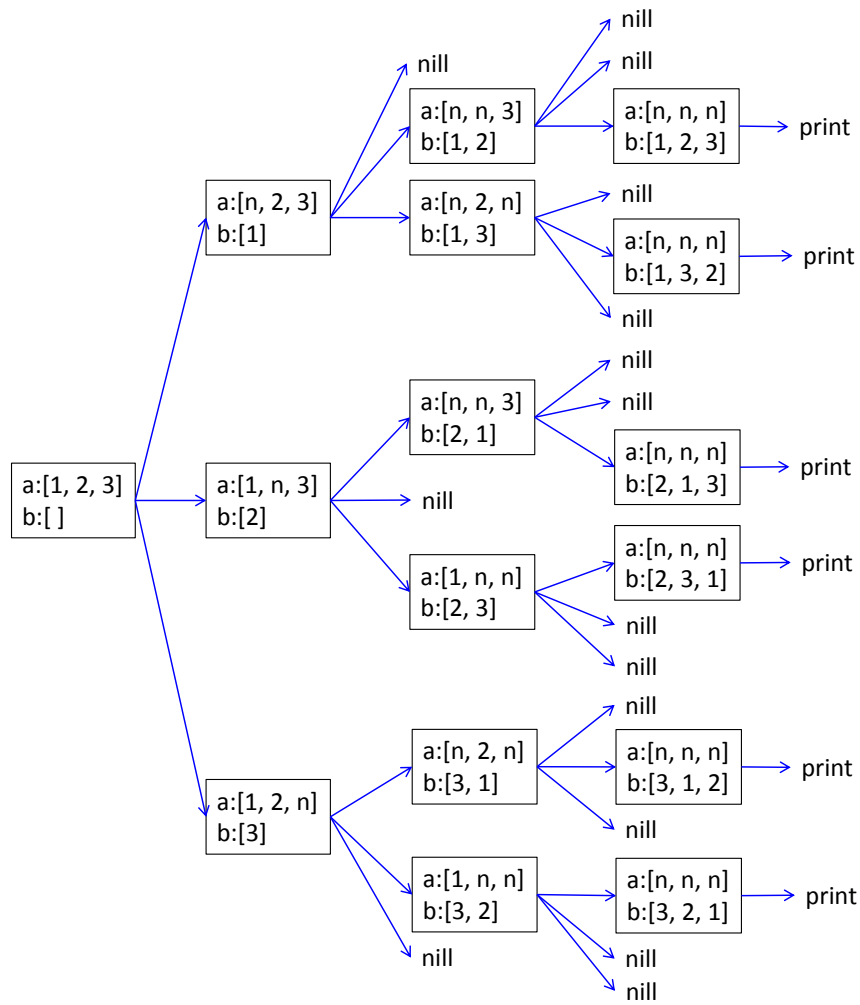 nill
nill
nill
a:[n, n, 3]
b:[1, 2]
a:[n, n, n]
b:[1, 2, 3]
print
a:[n, 2, 3]
b:[1]
a:[n, 2, n]
b:[1, 3]
nill
a:[n, n, n]
b:[1, 3, 2]
print
nill
nill
nill
a:[n, n, 3]
b:[2, 1]
a:[n, n, n]
b:[2, 1, 3]
print
a:[1, 2, 3]
b:[ ]
a:[1, n, 3]
b:[2]
nill
a:[n, n, n]
b:[2, 3, 1]
print
a:[1, n, n]
b:[2, 3]
nill
nill
nill
a:[n, 2, n]
b:[3, 1]
a:[n, n, n]
b:[3, 1, 2]
print
a:[1, 2, n]
b:[3]
nill
a:[1, n, n]
b:[3, 2]
a:[n, n, n]
b:[3, 2, 1]
print
nill
nill
nill